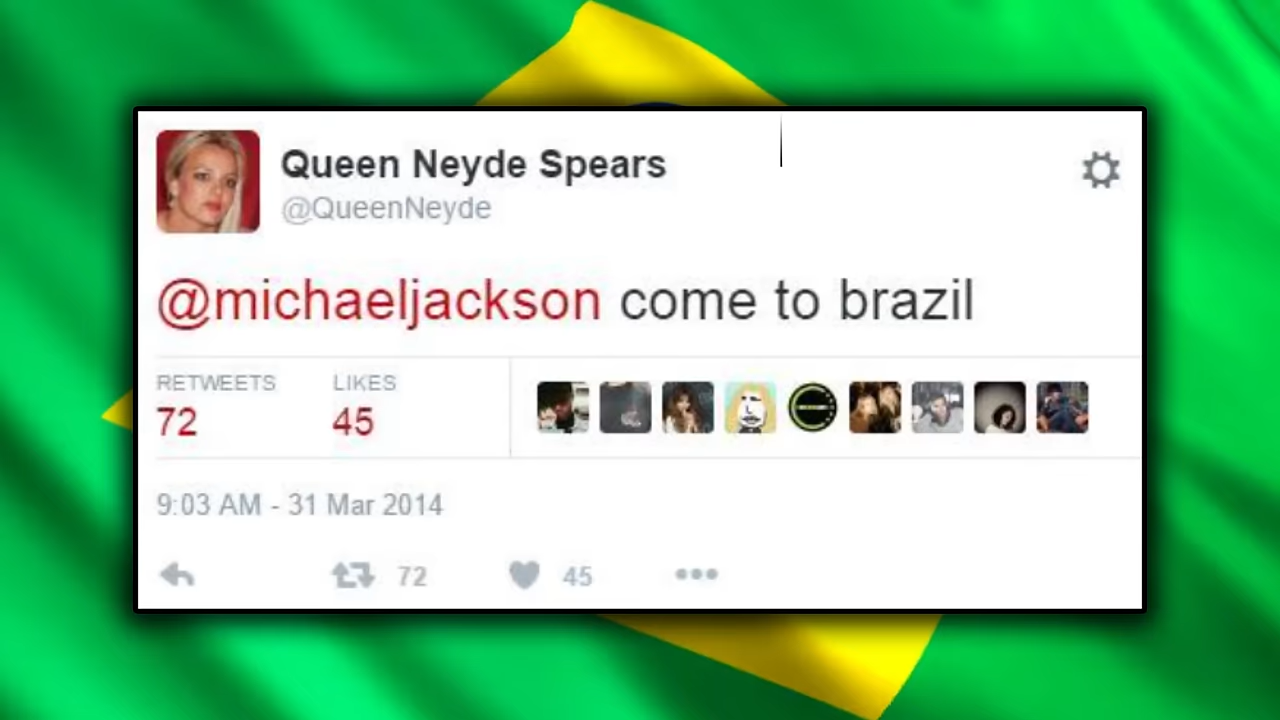 Queen Neyde Spears
@QueenNeyde
@michaeljackson come to brazil
RETWEETS LIKES
72 45
9:03 AM - 31 Mar 2014
72 45